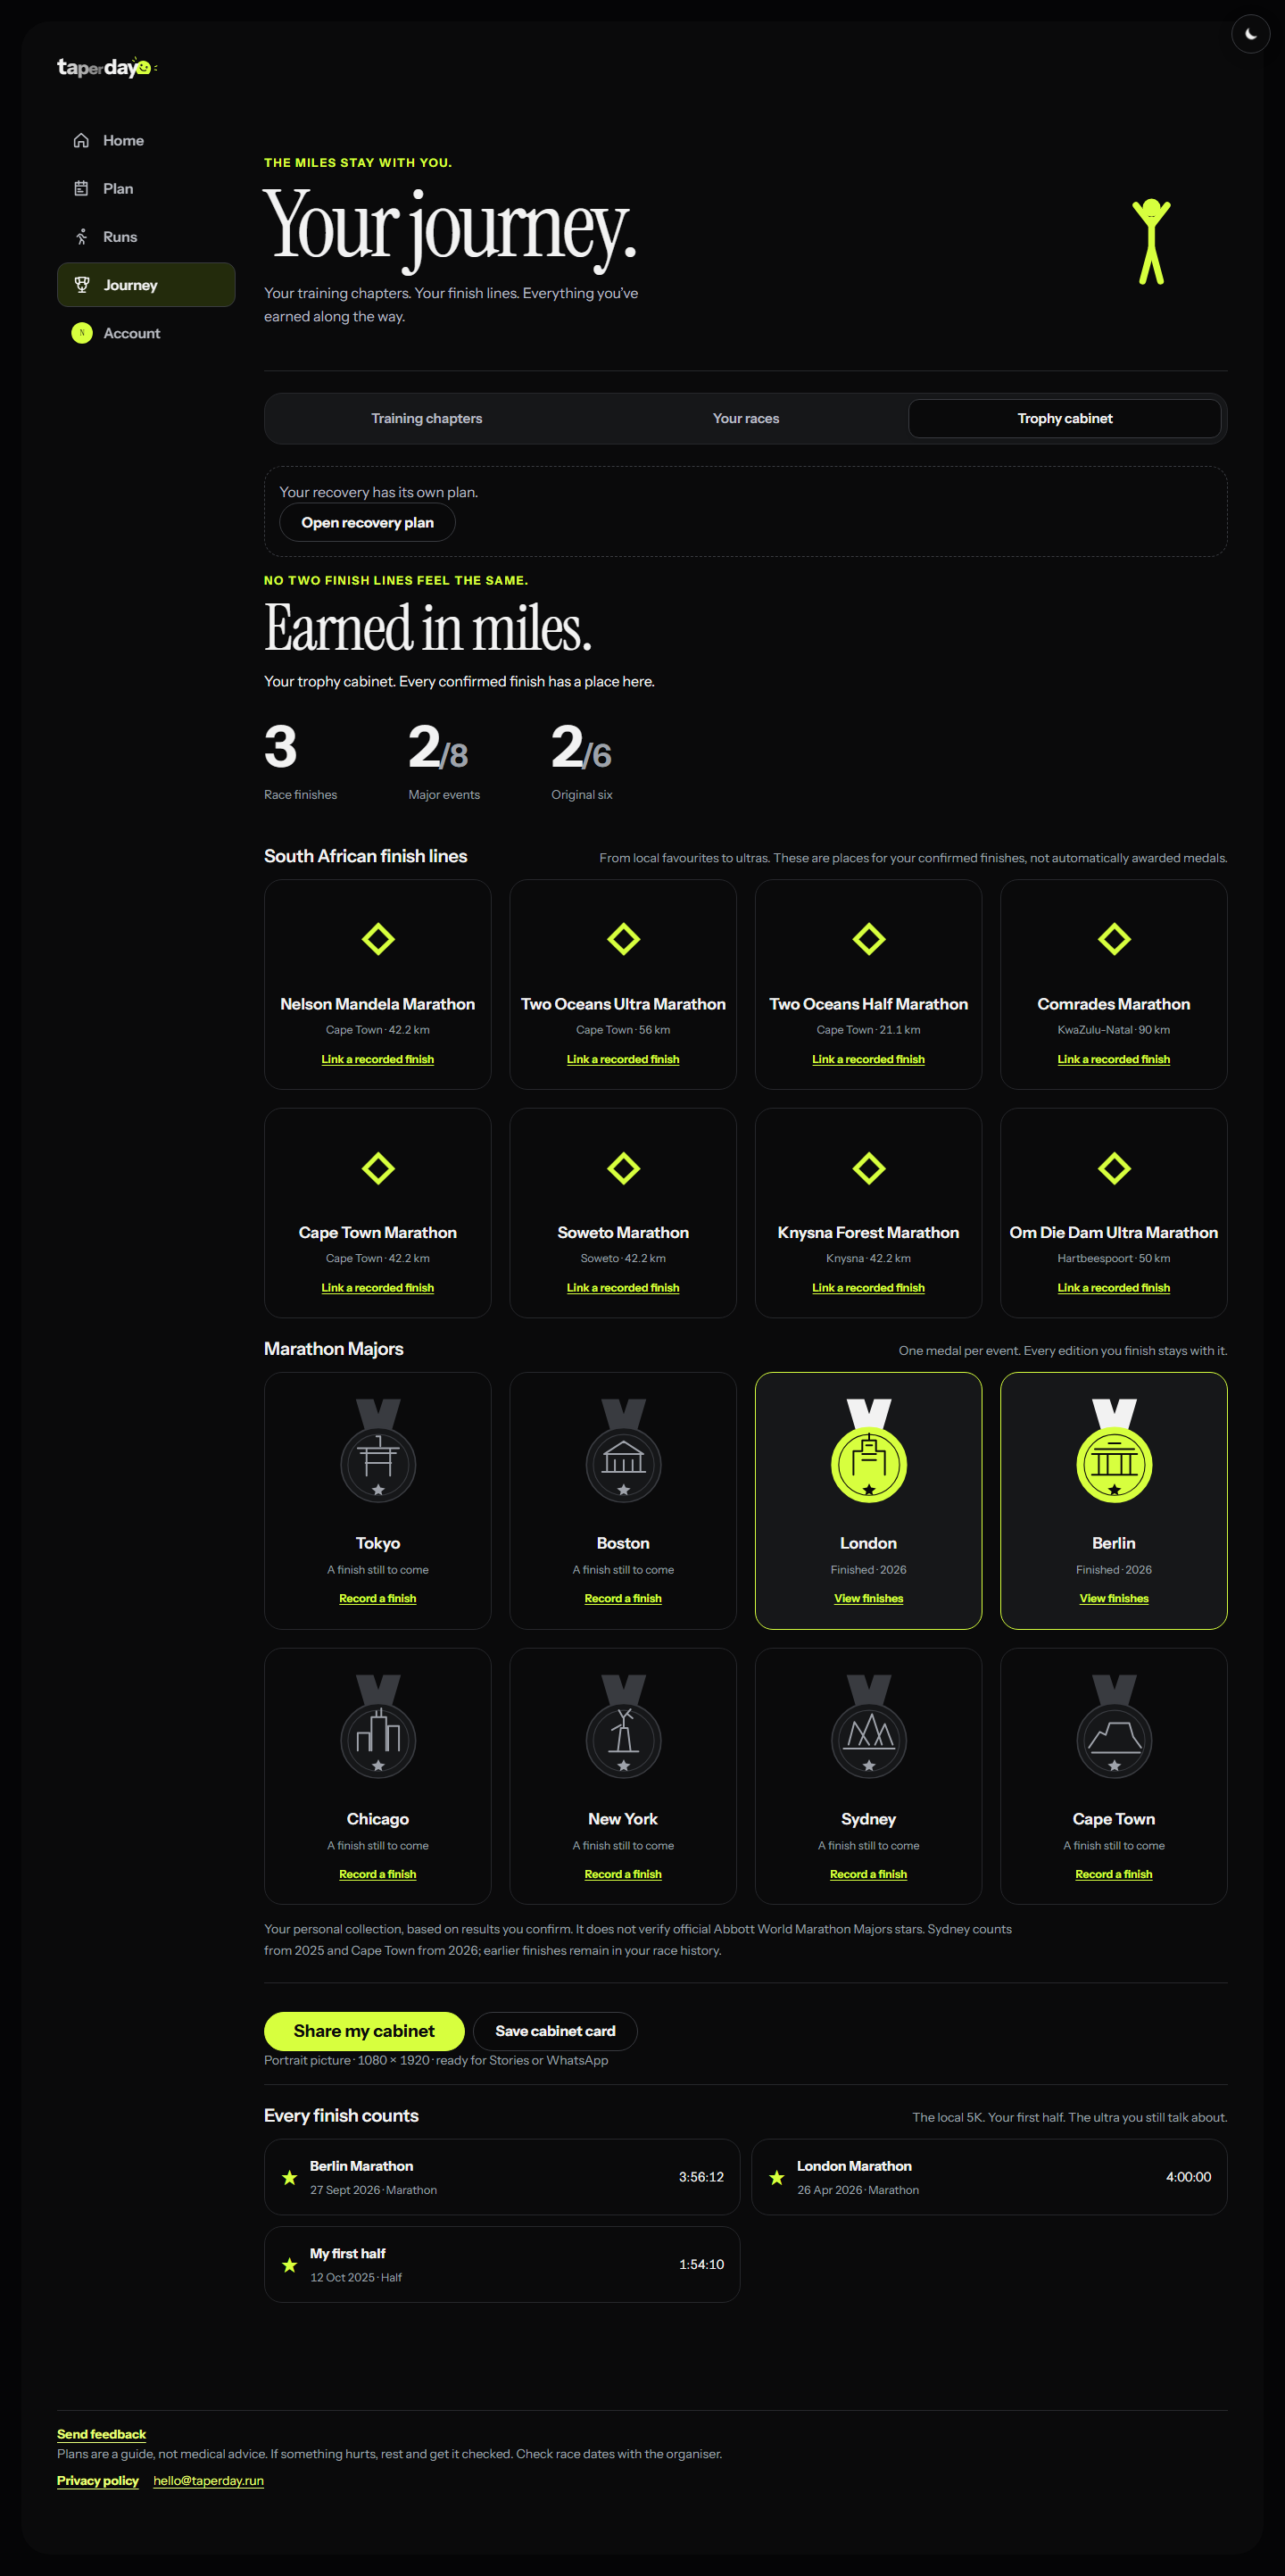 taperday
Home
Plan
Runs
Journey
N
Account
THE MILES STAY WITH YOU.
Your journey.
Your training chapters. Your finish lines. Everything you've
earned along the way.
Training chapters
Your races
Trophy cabinet
Your recovery has its own plan.
Open recovery plan
NO TWO FINISH LINES FEEL THE SAME.
Earned in miles.
Your trophy cabinet. Every confirmed finish has a place here.
3
2/8
2/6
Race finishes
Major events
Original six
South African finish lines
From local favourites to ultras. These are places for your confirmed finishes, not automatically awarded medals.
Nelson Mandela Marathon
Cape Town · 42.2 km
Link a recorded finish
Two Oceans Ultra Marathon
Cape Town · 56 km
Link a recorded finish
Two Oceans Half Marathon
Cape Town · 21.1 km
Link a recorded finish
Comrades Marathon
KwaZulu-Natal · 90 km
Link a recorded finish
Cape Town Marathon
Cape Town · 42.2 km
Link a recorded finish
Soweto Marathon
Soweto · 42.2 km
Link a recorded finish
Knysna Forest Marathon
Knysna · 42.2 km
Link a recorded finish
Om Die Dam Ultra Marathon
Hartbeespoort · 50 km
Link a recorded finish
Marathon Majors
One medal per event. Every edition you finish stays with it.
Tokyo
A finish still to come
Record a finish
Boston
A finish still to come
Record a finish
London
Finished · 2026
View finishes
Berlin
Finished · 2026
View finishes
Chicago
A finish still to come
Record a finish
New York
A finish still to come
Record a finish
Sydney
A finish still to come
Record a finish
Cape Town
A finish still to come
Record a finish
Your personal collection, based on results you confirm. It does not verify official Abbott World Marathon Majors stars. Sydney counts
from 2025 and Cape Town from 2026; earlier finishes remain in your race history.
Share my cabinet
Save cabinet card
Portrait picture · 1080 × 1920 · ready for Stories or WhatsApp
Every finish counts
The local 5K. Your first half. The ultra you still talk about.
Berlin Marathon
27 Sept 2026 · Marathon
3:56:12
London Marathon
26 Apr 2026 · Marathon
4:00:00
My first half
12 Oct 2025 · Half
1:54:10
Send feedback
Plans are a guide, not medical advice. If something hurts, rest and get it checked. Check race dates with the organiser.
Privacy policy
hello@taperday.run